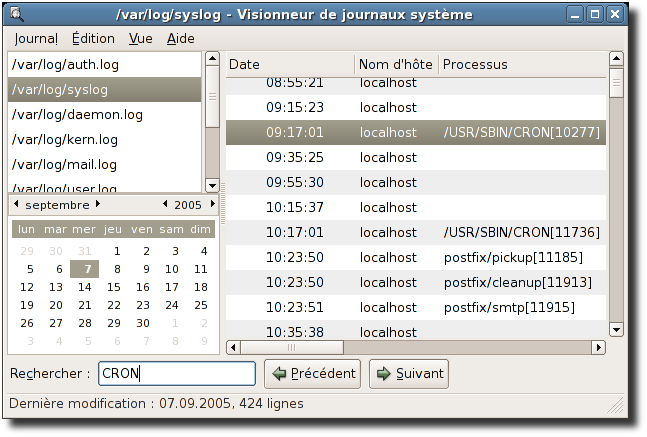 /var/log/syslog - Visionneur de journaux système
Journal Édition Vue Aide
/var/log/auth.log
/var/log/syslog
/var/log/daemon.log
/var/log/kern.log
/var/log/mail.log
/var/log/user.log
septembre 2005
lun mar mer jeu ven sam dim
29 30 31 1 2 3 4
5 6 7 8 9 10 11
12 13 14 15 16 17 18
19 20 21 22 23 24 25
26 27 28 29 30 1 2
3 4 5 6 7 8 9
Date Nom d'hôte Processus
08:55:21 localhost
09:15:23 localhost
09:17:01 localhost /USR/SBIN/CRON[10277]
09:35:25 localhost
09:55:30 localhost
10:15:37 localhost
10:17:01 localhost /USR/SBIN/CRON[11736]
10:23:50 localhost postfix/pickup[11185]
10:23:50 localhost postfix/cleanup[11913]
10:23:51 localhost postfix/smtp[11915]
10:35:38 localhost
Rechercher : CRON Précédent Suivant
Dernière modification : 07.09.2005, 424 lignes